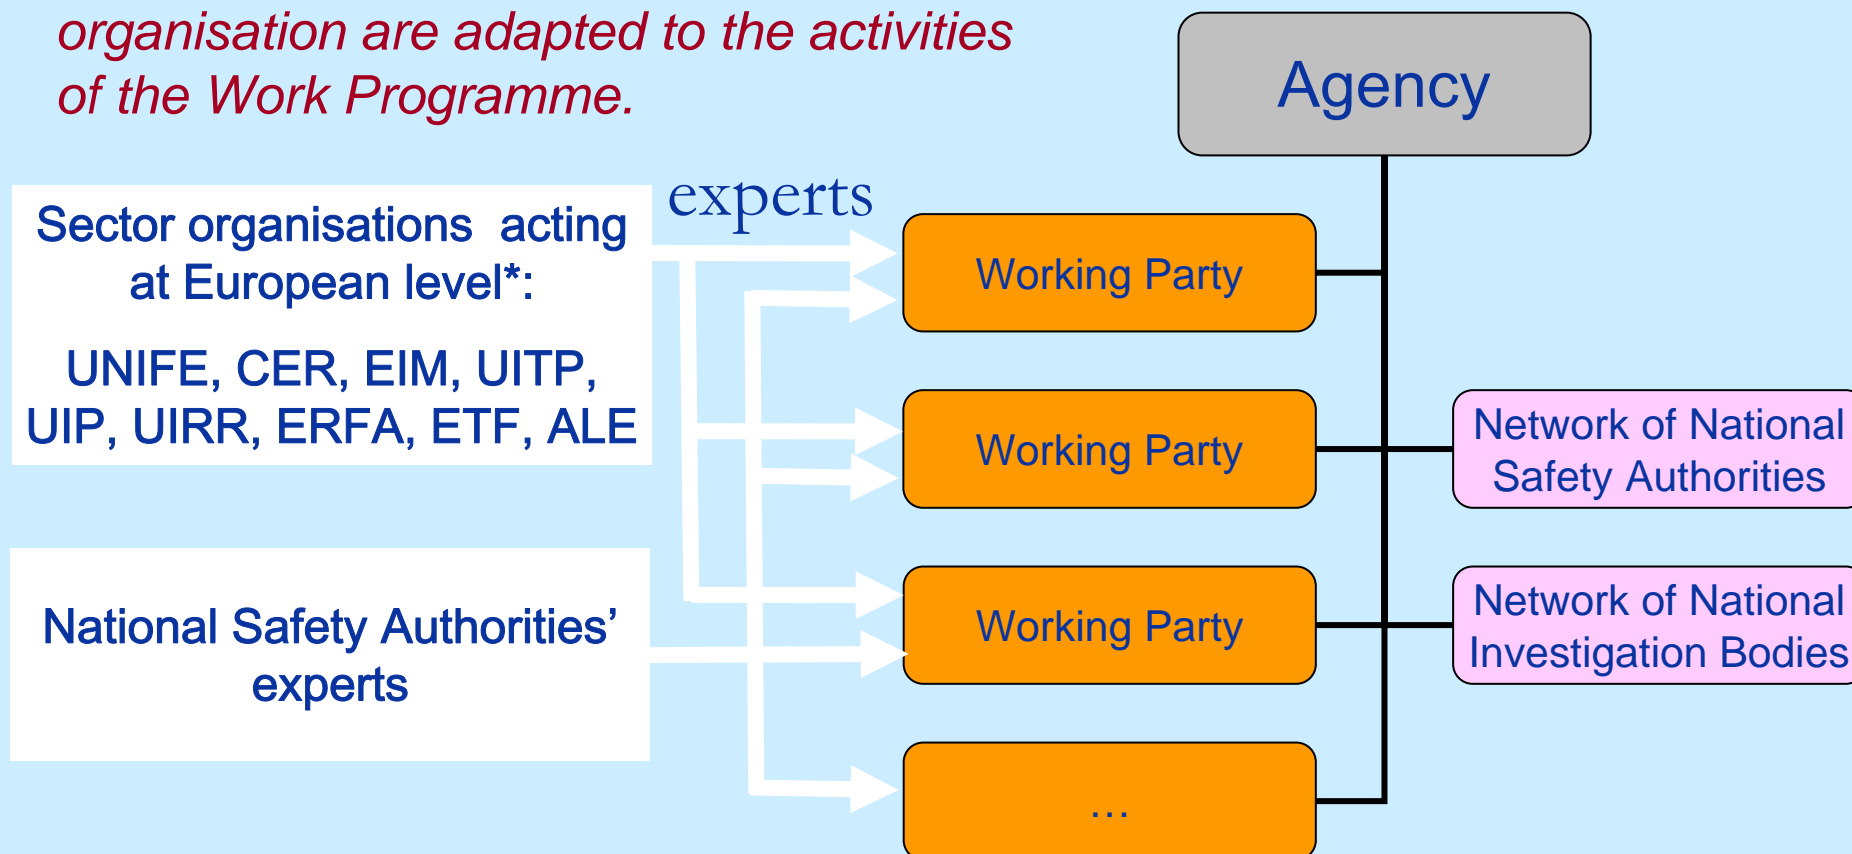 organisation are adapted to the activities
of the Work Programme.
Agency
experts
Sector organisations acting
at European level*:
UNIFE, CER, EIM, UITP,
UIP, UIRR, ERFA, ETF, ALE
National Safety Authorities’
experts
Working Party
Working Party
Working Party
…
Network of National
Safety Authorities
Network of National
Investigation Bodies